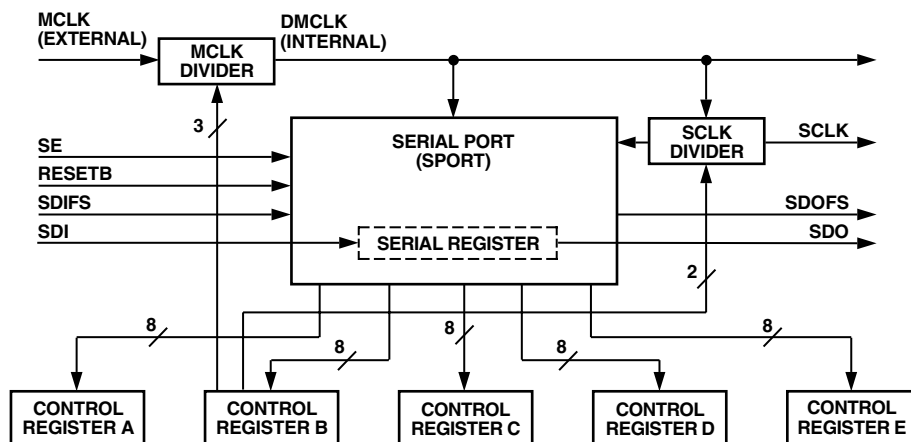 MCLK
(EXTERNAL)
DMCLK
(INTERNAL)
MCLK
DIVIDER
3
SE
RESETB
SDIFS
SDI
SERIAL PORT
(SPORT)
SERIAL REGISTER
SCLK
DIVIDER
SCLK
SDOFS
SDO
2
8
8
8
8
8
CONTROL
REGISTER A
CONTROL
REGISTER B
CONTROL
REGISTER C
CONTROL
REGISTER D
CONTROL
REGISTER E